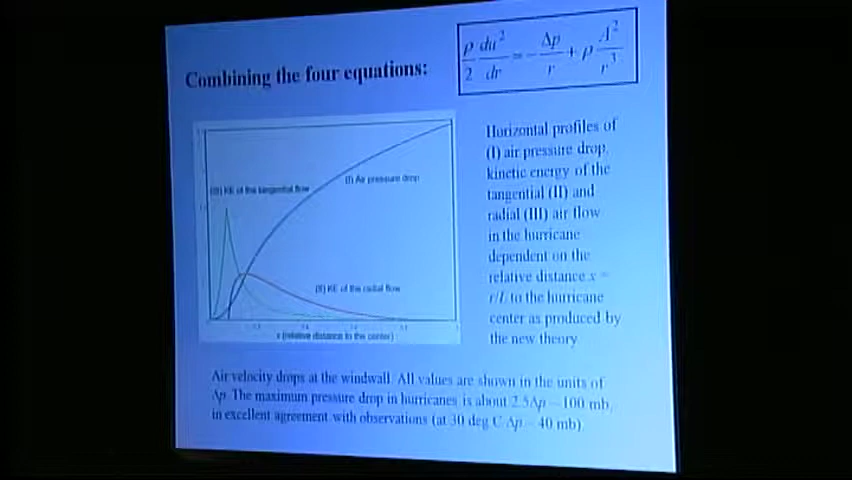 Combining the four equations:
ρ/2 du²/dr = - Δp/r + ρ A²/r³
Horizontal profiles of
(I) air pressure drop,
kinetic energy of the
tangential (II) and
radial (III) air flow
in the hurricane
dependent on the
relative distance x =
r/L to the hurricane
center as produced by
the new theory
(III) KE of the tangential flow
(I) Air pressure drop
(II) KE of the radial flow
x (relative distance to the center)
Air velocity drops at the windwall. All values are shown in the units of
Δp. The maximum pressure drop in hurricanes is about 2.5Δp ~ 100 mb,
in excellent agreement with observations (at 30 deg C Δp ~ 40 mb).